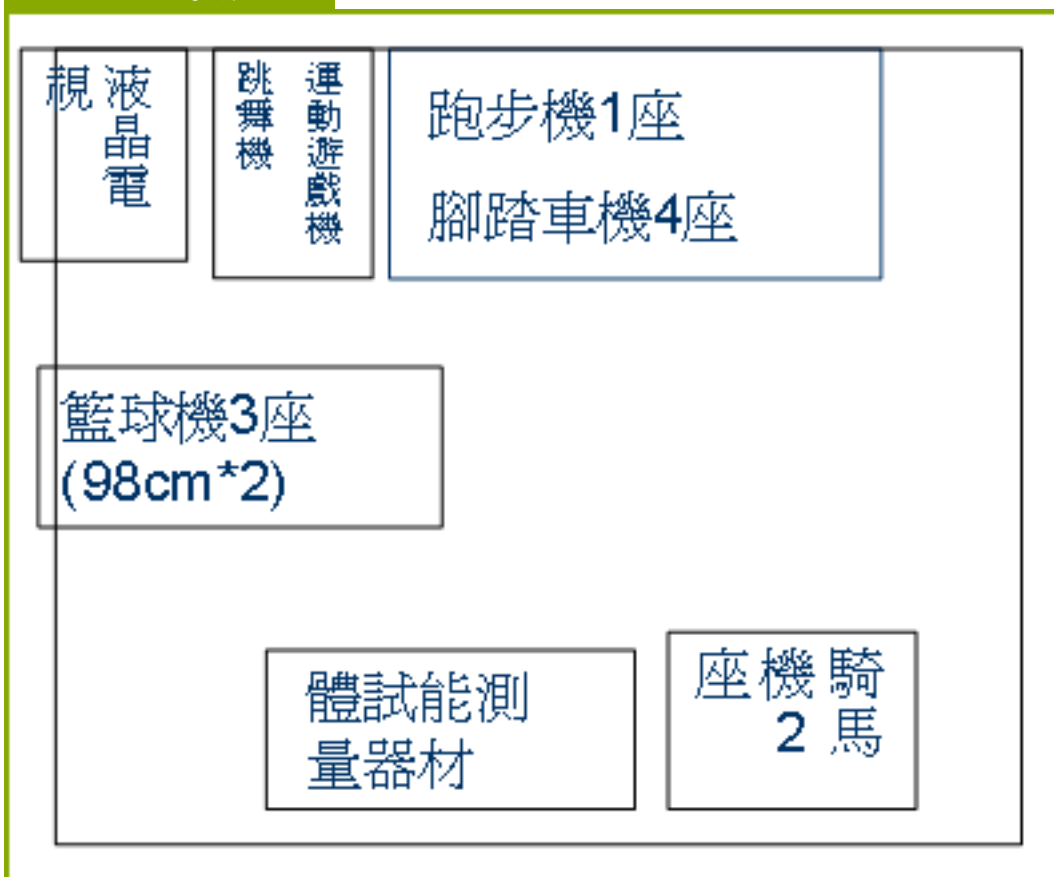 液晶電
視
運動遊戲機
跳舞機
跑步機1座
腳踏車機4座
籃球機3座
(98cm*2)
體試能測
量器材
騎馬
機2
座